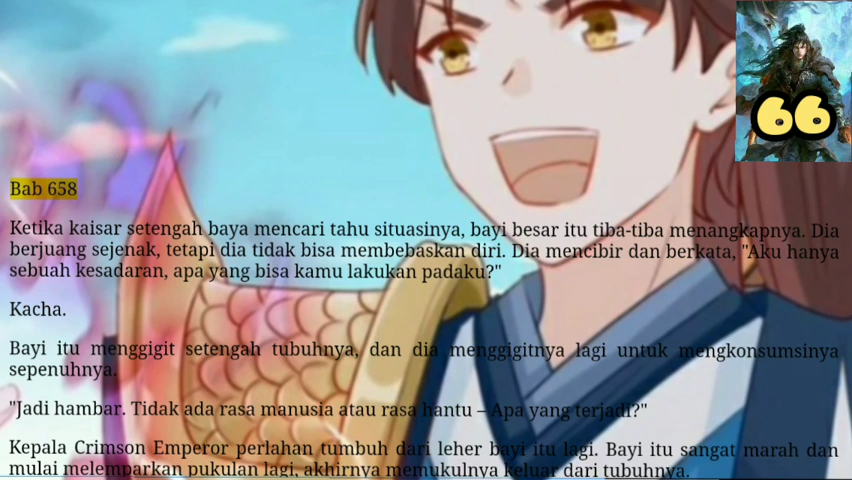 66
Bab 658
Ketika kaisar setengah baya mencari tahu situasinya, bayi besar itu tiba-tiba menangkapnya. Dia
berjuang sejenak, tetapi dia tidak bisa membebaskan diri. Dia mencibir dan berkata, "Aku hanya
sebuah kesadaran, apa yang bisa kamu lakukan padaku?"
Kacha.
Bayi itu menggigit setengah tubuhnya, dan dia menggigitnya lagi untuk mengkonsumsinya
sepenuhnya.
"Jadi hambar. Tidak ada rasa manusia atau rasa hantu – Apa yang terjadi?"
Kepala Crimson Emperor perlahan tumbuh dari leher bayi itu lagi. Bayi itu sangat marah dan
mulai melemparkan pukulan lagi, akhirnya memukulnya keluar dari tubuhnya.